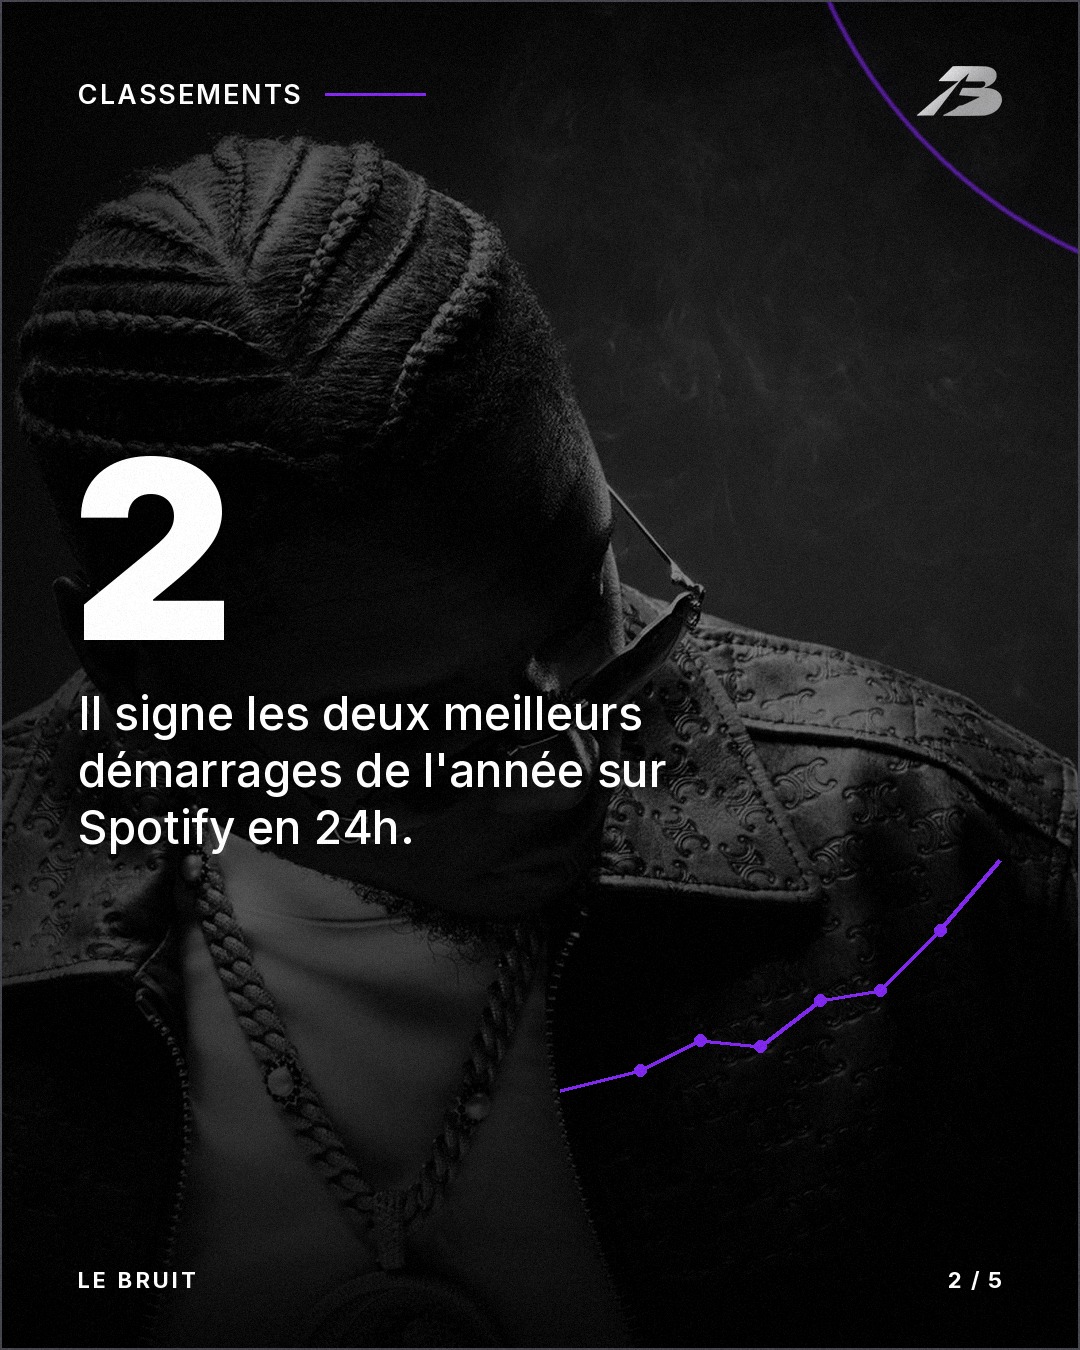 CLASSEMENTS
2
Il signe les deux meilleurs
démarrages de l'année sur
Spotify en 24h.
LE BRUIT
2 / 5